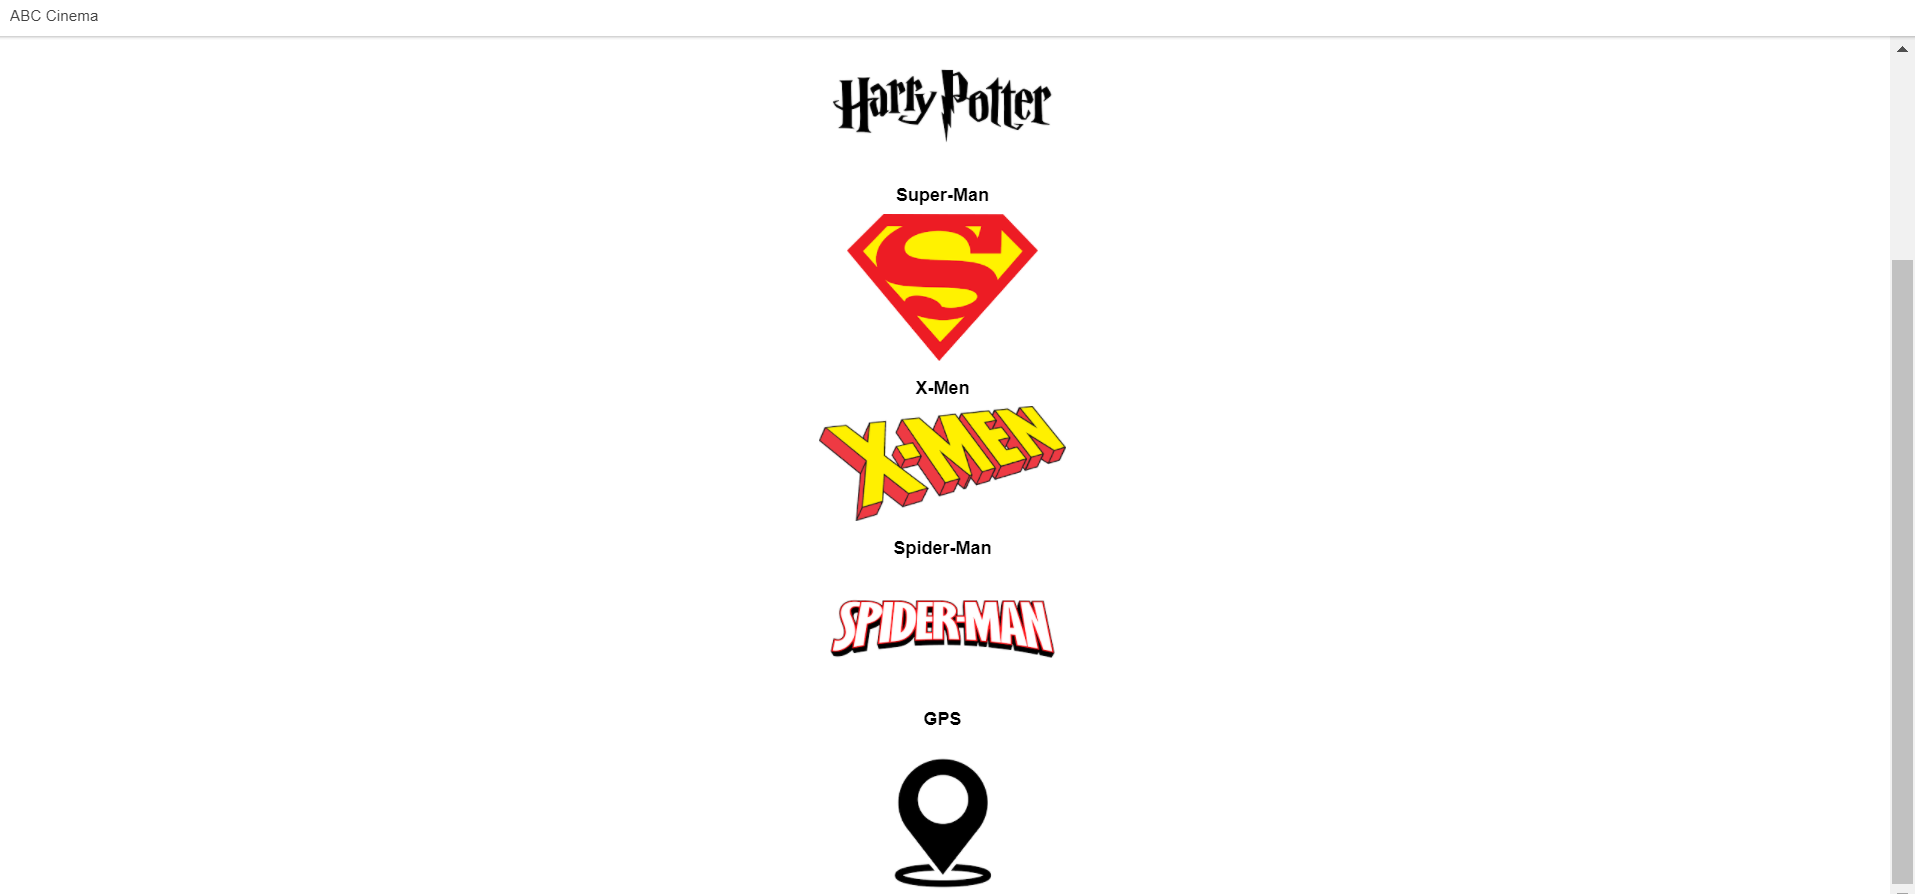 ABC Cinema
Harry Potter
Super-Man
S
X-Men
X-MEN
Spider-Man
SPIDER-MAN
GPS